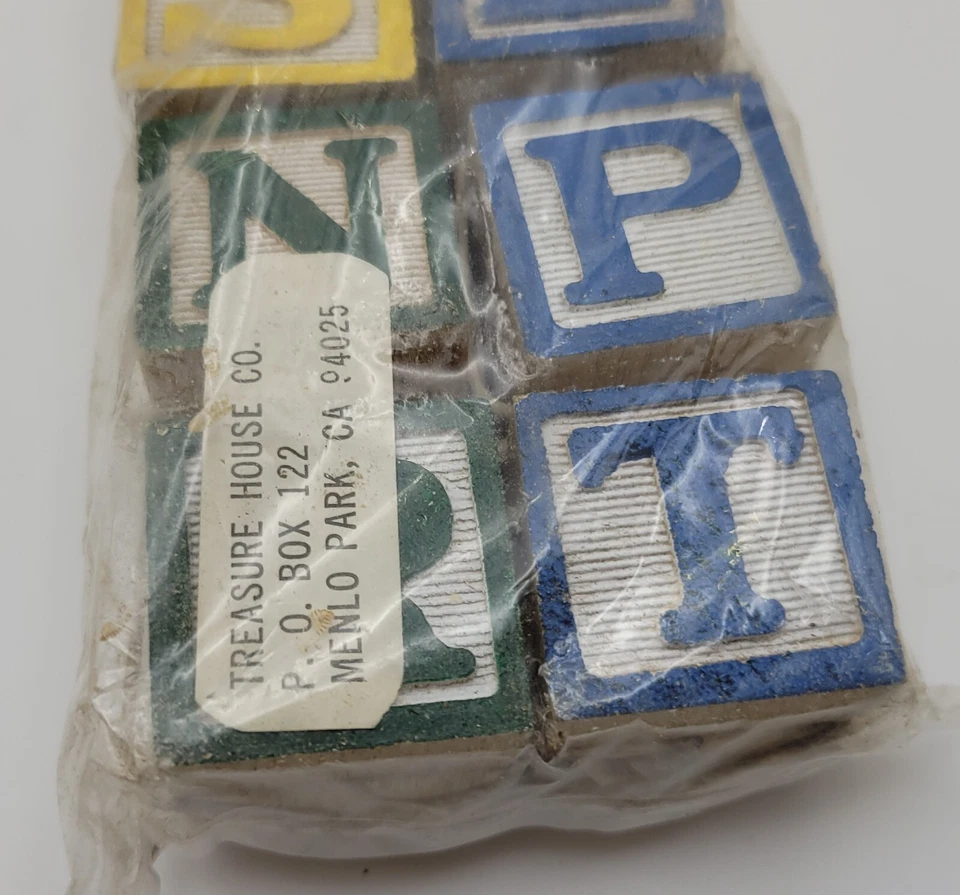 N P
R T
TREASURE HOUSE CO.
P. O. BOX 122
MENLO PARK, CA 94025